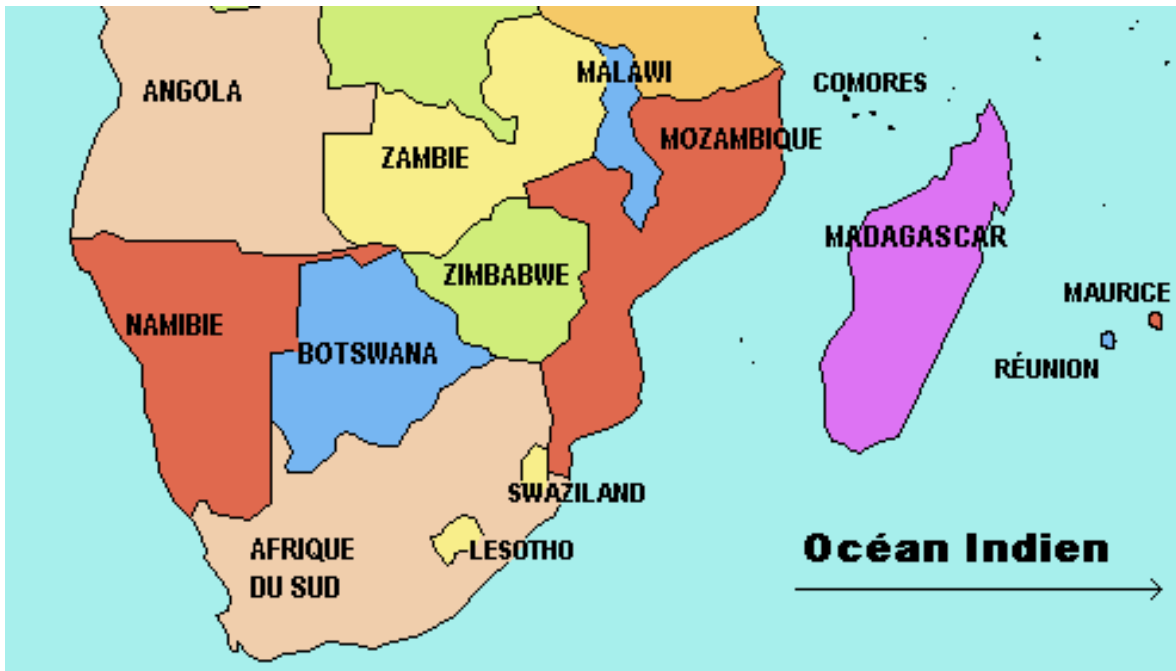 MALAWI
COMORES
ANGOLA
MOZAMBIQUE
ZAMBIE
MADAGASCAR
ZIMBABWE
MAURICE
NAMIBIE
BOTSWANA
RÉUNION
SWAZILAND
AFRIQUE
DU SUD
LESOTHO
Océan Indien